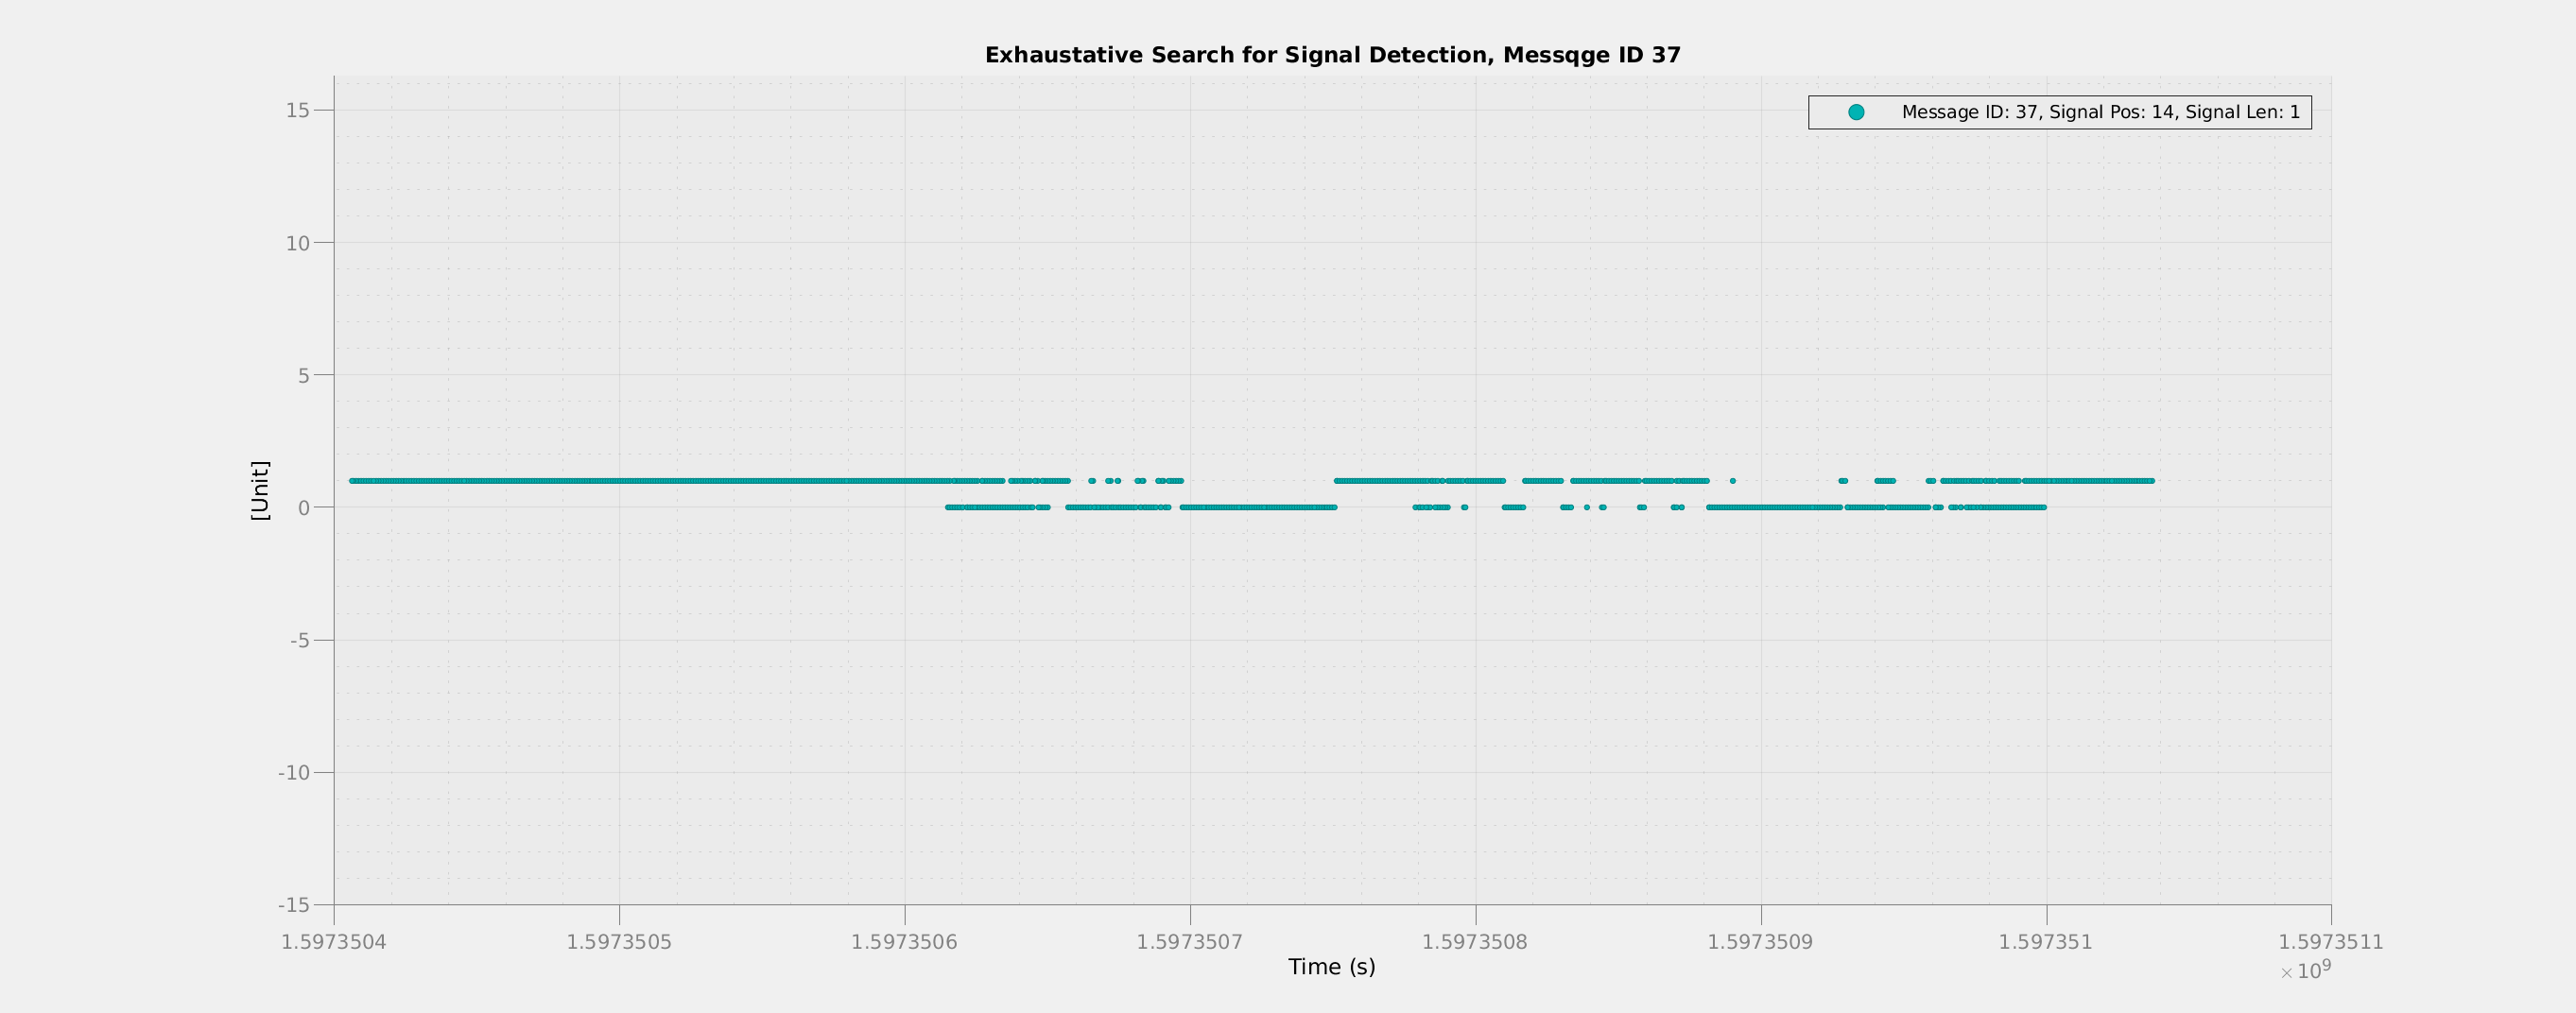 Exhaustative Search for Signal Detection, Messqge ID 37
Message ID: 37, Signal Pos: 14, Signal Len: 1
15
10
5
0
-5
-10
-15
[Unit]
1.5973504 1.5973505 1.5973506 1.5973507 1.5973508 1.5973509 1.597351 1.5973511
Time (s)
× 10⁹